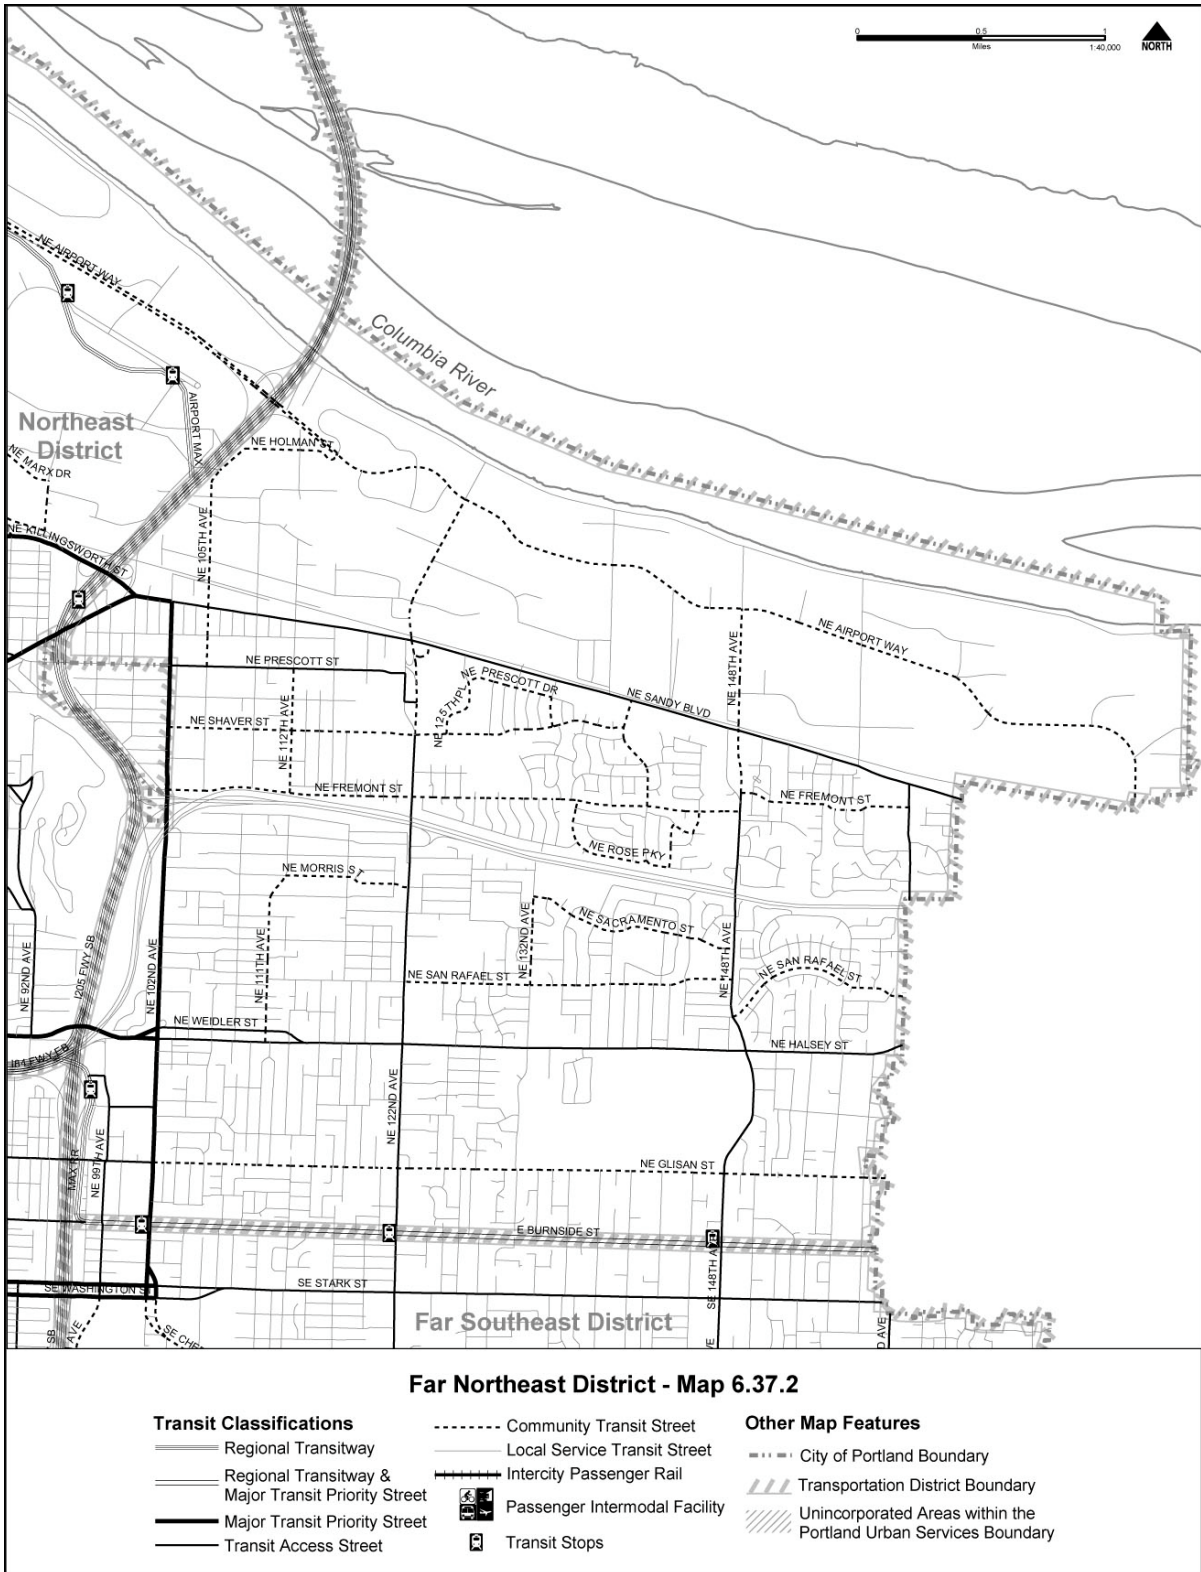 0 0.5 1
Miles 1:40,000
NORTH
NE AIRPORT WAY
Columbia River
AIRPORT MAX
Northeast
District
NE HOLMAN ST
NE MARX DR
NE KILLINGSWORTH ST
NE 105TH AVE
NE AIRPORT WAY
NE 148TH AVE
NE PRESCOTT ST
NE PRESCOTT DR
NE 125TH PL
NE SANDY BLVD
NE SHAVER ST
NE 112TH AVE
NE FREMONT ST
NE FREMONT ST
NE ROSE PKY
NE MORRIS ST
NE SACRAMENTO ST
NE 132ND AVE
NE 92ND AVE
I205 FWY SB
NE 102ND AVE
NE 111TH AVE
NE 148TH AVE
NE SAN RAFAEL ST
NE SAN RAFAEL ST
NE WEIDLER ST
NE HALSEY ST
I84 FWY EB
NE 122ND AVE
NE 99TH AVE
MAX RR
NE GLISAN ST
E BURNSIDE ST
SE 148TH AVE
SE STARK ST
SE WASHINGTON ST
Far Southeast District
SB
AVE
SE CHE
VE
D AVE
Far Northeast District - Map 6.37.2
Transit Classifications
Regional Transitway
Regional Transitway &
Major Transit Priority Street
Major Transit Priority Street
Transit Access Street
Community Transit Street
Local Service Transit Street
Intercity Passenger Rail
Passenger Intermodal Facility
Transit Stops
Other Map Features
City of Portland Boundary
Transportation District Boundary
Unincorporated Areas within the
Portland Urban Services Boundary